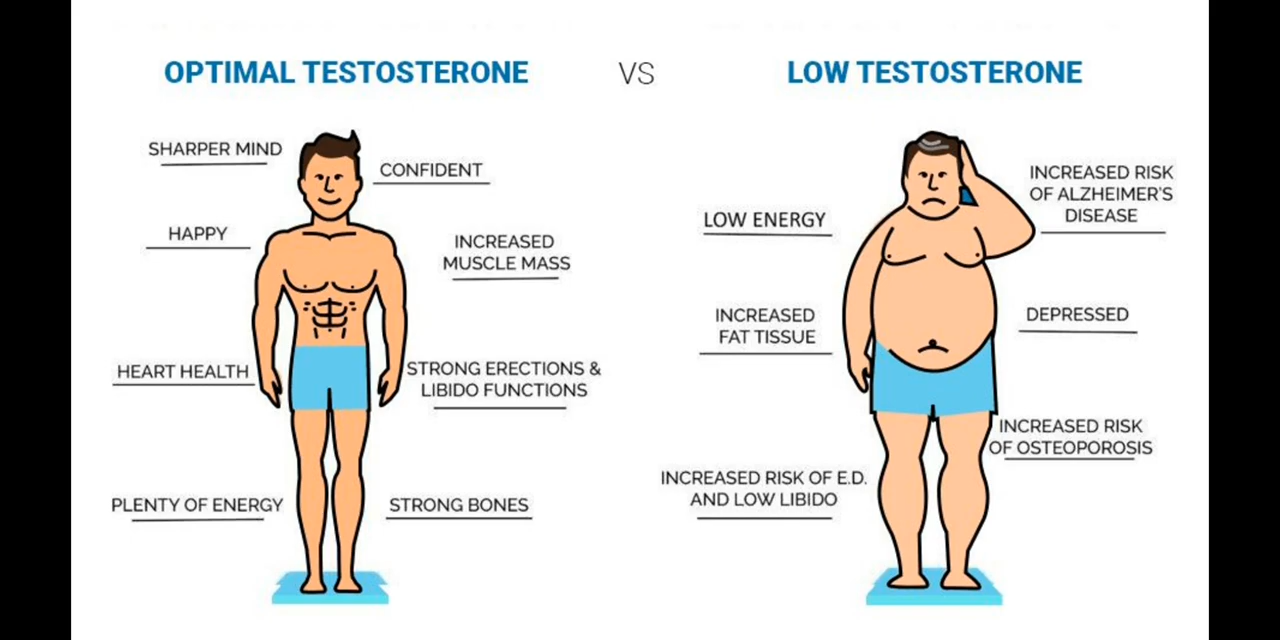 OPTIMAL TESTOSTERONE
VS
LOW TESTOSTERONE
SHARPER MIND
CONFIDENT
HAPPY
INCREASED
MUSCLE MASS
HEART HEALTH
STRONG ERECTIONS &
LIBIDO FUNCTIONS
PLENTY OF ENERGY
STRONG BONES
INCREASED RISK
OF ALZHEIMER'S
DISEASE
LOW ENERGY
INCREASED
FAT TISSUE
DEPRESSED
INCREASED RISK
OF OSTEOPOROSIS
INCREASED RISK OF E.D.
AND LOW LIBIDO